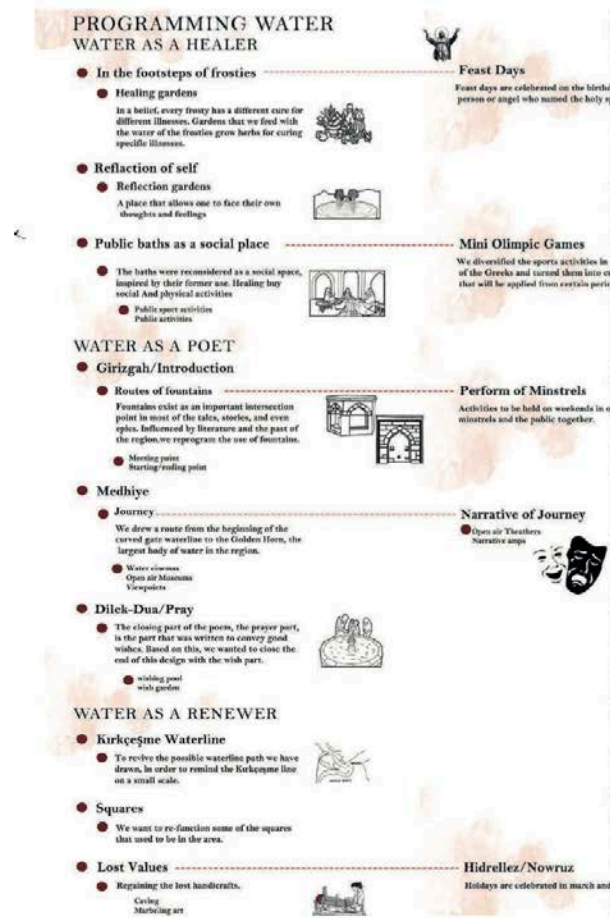 PROGRAMMING WATER
WATER AS A HEALER
In the footsteps of frosties
Feast Days
Healing gardens
Feast days are celebrated on the birthd
person or angel who named the holy
In a belief, every frosty has a different cure for
different illnesses. Gardens that we feed with
the water of the frosties grow herbs for curing
specific illnesses.
Reflaction of self
Reflection gardens
A place that allows one to face their own
thoughts and feelings
Public baths as a social place
Mini Olimpic Games
We diversified the sports activities in
of the Greeks and turned them into
that will be applied from certain
The baths were reconsidered as a social space,
inspired by their former use. Healing buy
social And physical activities
Public sport activities
Public activities
WATER AS A POET
Girizgah/Introduction
Routes of fountains
Perform of Minstrels
Activities to be held on weekends in
minstrels and the public together.
Fountains exist as an important intersection
point in most of the tales, stories, and even
epics. Influenced by literature and the past of
the region,we reprogram the use of fountains.
Meeting point
Starting/ending point
Medhiye
Journey
Narrative of Journey
Open air Theathers
Narrative amps
We drew a route from the beginning of the
curved gate waterline to the Golden Horn, the
largest body of water in the region.
Water cinemas
Open air Museums
Viewpoints
Dilek-Dua/Pray
The closing part of the poem, the prayer part,
is the part that was written to convey good
wishes. Based on this, we wanted to close the
end of this design with the wish part.
wishing pool
wish garden
WATER AS A RENEWER
Kırkçeşme Waterline
To revive the possible waterline path we have
drawn, in order to remind the Kırkçeşme line
on a small scale.
Squares
We want to re-function some of the squares
that used to be in the area.
Lost Values
Hidrellez/Nowruz
Regaining the lost handicrafts.
Holdays are celebrated in march and
Caving
Marbeling art